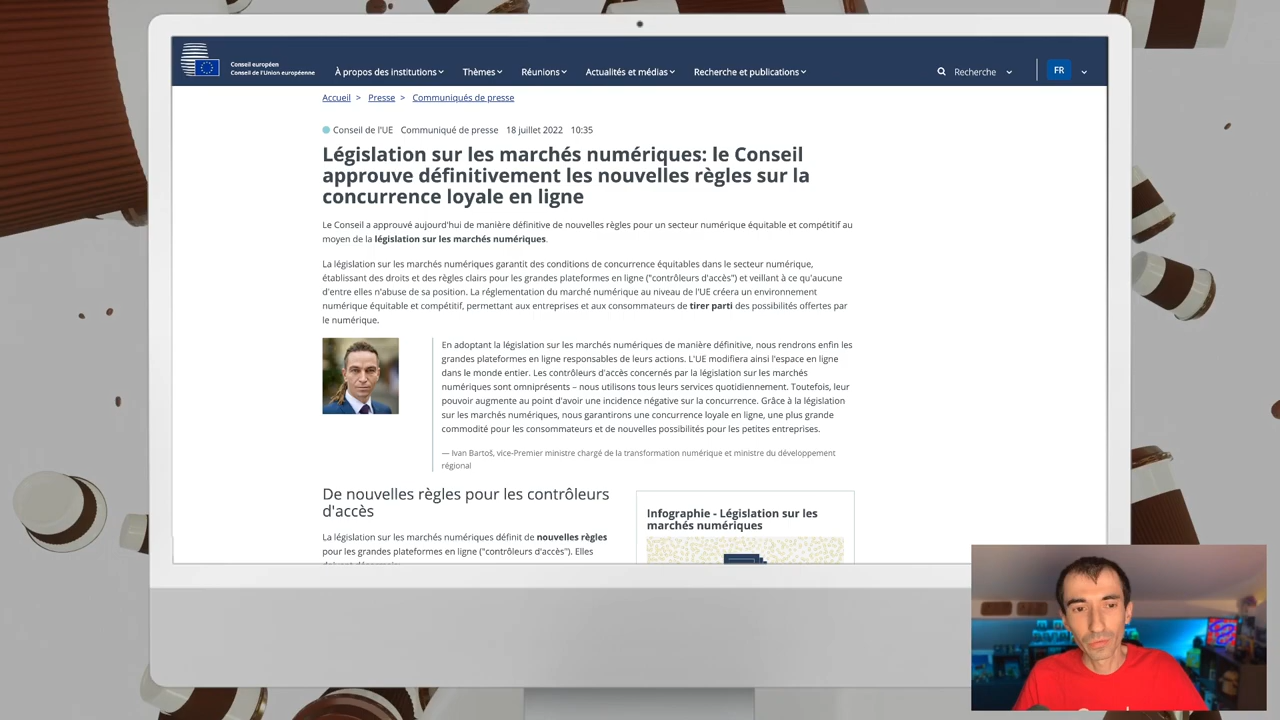 Conseil européen
Conseil de l'Union européenne
À propos des institutions
Thèmes
Réunions
Actualités et médias
Recherche et publications
Recherche
FR
Accueil > Presse > Communiqués de presse
Conseil de l'UE Communiqué de presse 18 juillet 2022 10:35
Législation sur les marchés numériques: le Conseil
approuve définitivement les nouvelles règles sur la
concurrence loyale en ligne
Le Conseil a approuvé aujourd'hui de manière définitive de nouvelles règles pour un secteur numérique équitable et compétitif au
moyen de la législation sur les marchés numériques.
La législation sur les marchés numériques garantit des conditions de concurrence équitables dans le secteur numérique,
établissant des droits et des règles clairs pour les grandes plateformes en ligne ("contrôleurs d'accès") et veillant à ce qu'aucune
d'entre elles n'abuse de sa position. La réglementation du marché numérique au niveau de l'UE créera un environnement
numérique équitable et compétitif, permettant aux entreprises et aux consommateurs de tirer parti des possibilités offertes par
le numérique.
En adoptant la législation sur les marchés numériques de manière définitive, nous rendrons enfin les
grandes plateformes en ligne responsables de leurs actions. L'UE modifiera ainsi l'espace en ligne
dans le monde entier. Les contrôleurs d'accès concernés par la législation sur les marchés
numériques sont omniprésents – nous utilisons tous leurs services quotidiennement. Toutefois, leur
pouvoir augmente au point d'avoir une incidence négative sur la concurrence. Grâce à la législation
sur les marchés numériques, nous garantirons une concurrence loyale en ligne, une plus grande
commodité pour les consommateurs et de nouvelles possibilités pour les petites entreprises.
— Ivan Bartoš, vice-Premier ministre chargé de la transformation numérique et ministre du développement
régional
De nouvelles règles pour les contrôleurs
d'accès
La législation sur les marchés numériques définit de nouvelles règles
pour les grandes plateformes en ligne ("contrôleurs d'accès"). Elles
Infographie - Législation sur les
marchés numériques